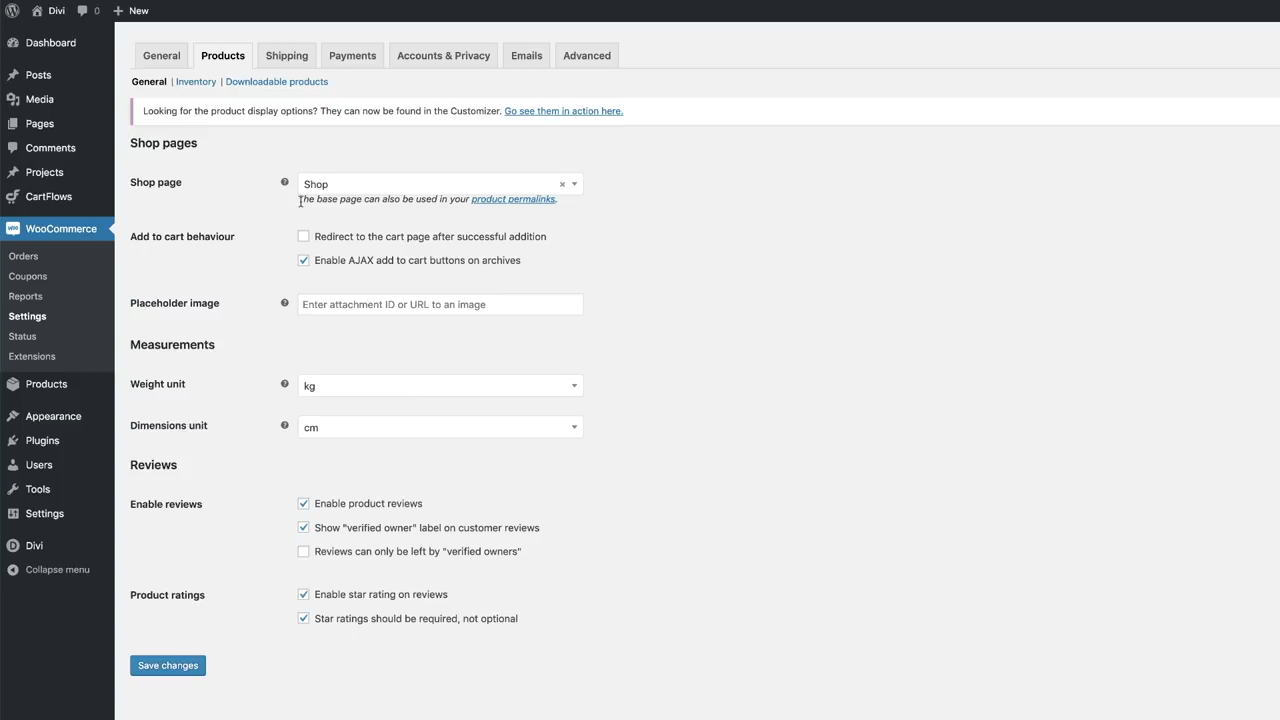 Divi 0 New
Dashboard
Posts
Media
Pages
Comments
Projects
CartFlows
WooCommerce
Orders
Coupons
Reports
Settings
Status
Extensions
Products
Appearance
Plugins
Users
Tools
Settings
Divi
Collapse menu
General Products Shipping Payments Accounts & Privacy Emails Advanced
General | Inventory | Downloadable products
Looking for the product display options? They can now be found in the Customizer. Go see them in action here.
Shop pages
Shop page Shop × 
The base page can also be used in your product permalinks.
Add to cart behaviour Redirect to the cart page after successful addition
Enable AJAX add to cart buttons on archives
Placeholder image Enter attachment ID or URL to an image
Measurements
Weight unit kg
Dimensions unit cm
Reviews
Enable reviews Enable product reviews
Show "verified owner" label on customer reviews
Reviews can only be left by "verified owners"
Product ratings Enable star rating on reviews
Star ratings should be required, not optional
Save changes